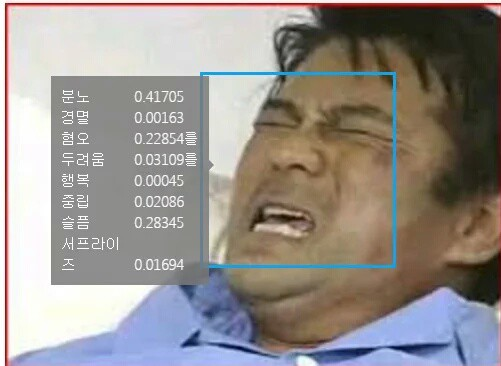 분노 0.41705
경멸 0.00163
혐오 0.22854를
두려움 0.03109를
행복 0.00045
중립 0.02086
슬픔 0.28345
서프라이
즈 0.01694